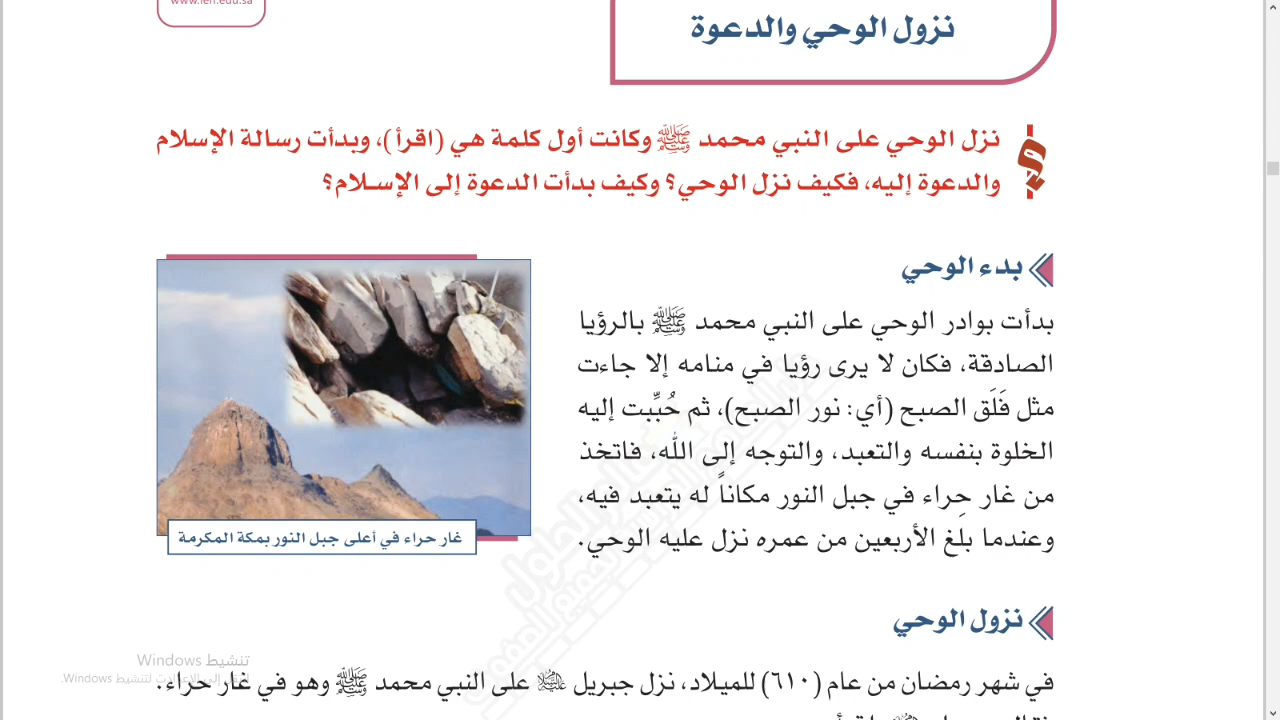 www.ien.edu.sa
نزول الوحي والدعوة
نزل الوحي على النبي محمد ﷺ وكانت أول كلمة هي (اقرأ)، وبدأت رسالة الإسلام
والدعوة إليه، فكيف نزل الوحي؟ وكيف بدأت الدعوة إلى الإسلام؟
بدء الوحي
بدأت بوادر الوحي على النبي محمد ﷺ بالرؤيا
الصادقة، فكان لا يرى رؤيا في منامه إلا جاءت
مثل فَلَق الصبح (أي: نور الصبح)، ثم حُبِّبت إليه
الخلوة بنفسه والتعبد، والتوجه إلى الله، فاتخذ
من غار حِراء في جبل النور مكاناً له يتعبد فيه،
وعندما بلغ الأربعين من عمره نزل عليه الوحي.
غار حراء في أعلى جبل النور بمكة المكرمة
نزول الوحي
في شهر رمضان من عام (٦١٠) للميلاد، نزل جبريل عليه السلام على النبي محمد ﷺ وهو في غار حراء.
تنشيط Windows
انتقل إلى الإعدادات لتنشيط Windows.